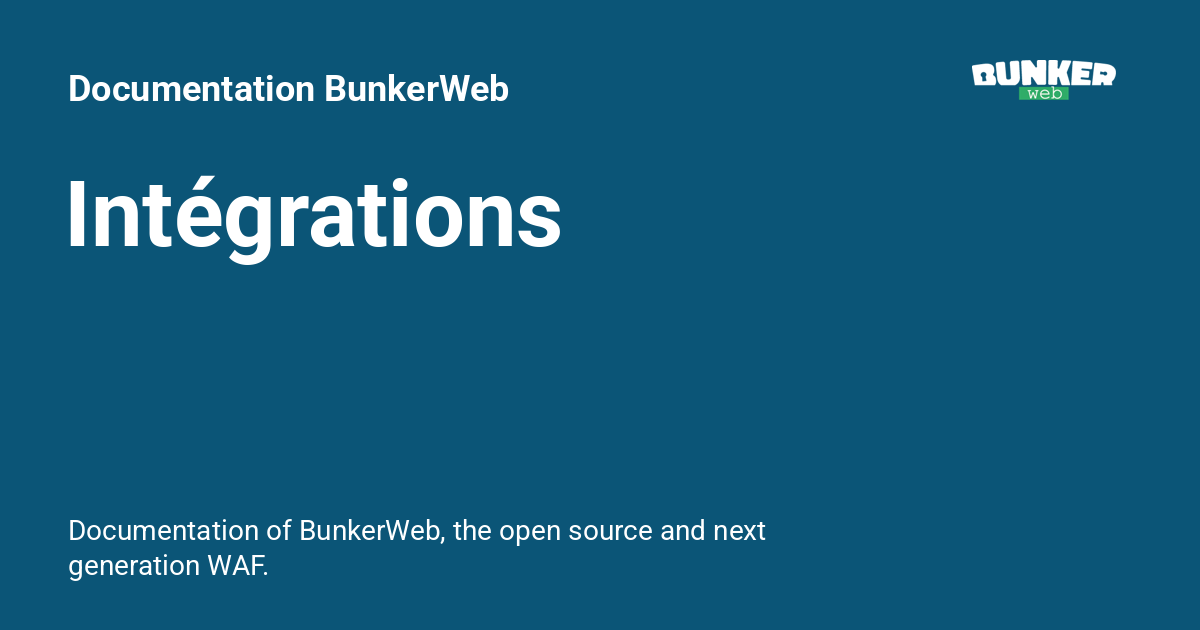 Documentation BunkerWeb
BUNKER
web
Intégrations
Documentation of BunkerWeb, the open source and next
generation WAF.